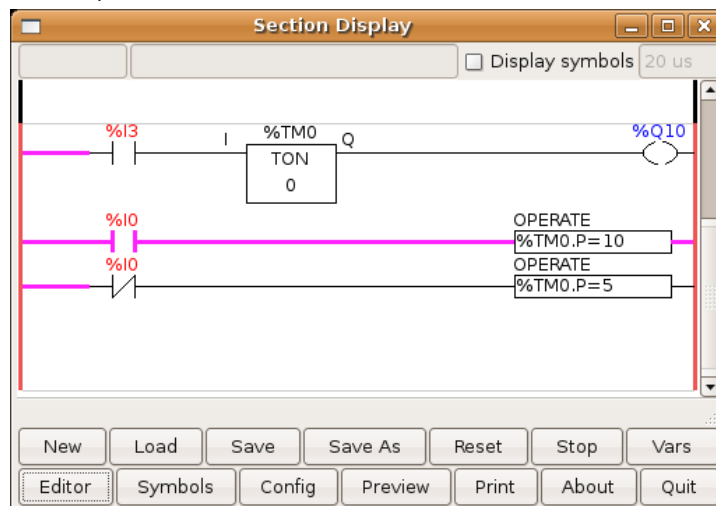 Section Display
Display symbols 20 us
%I3 I %TM0 Q %Q10
TON
0
%I0 OPERATE
%TM0.P=10
%I0 OPERATE
%TM0.P=5
New Load Save Save As Reset Stop Vars
Editor Symbols Config Preview Print About Quit